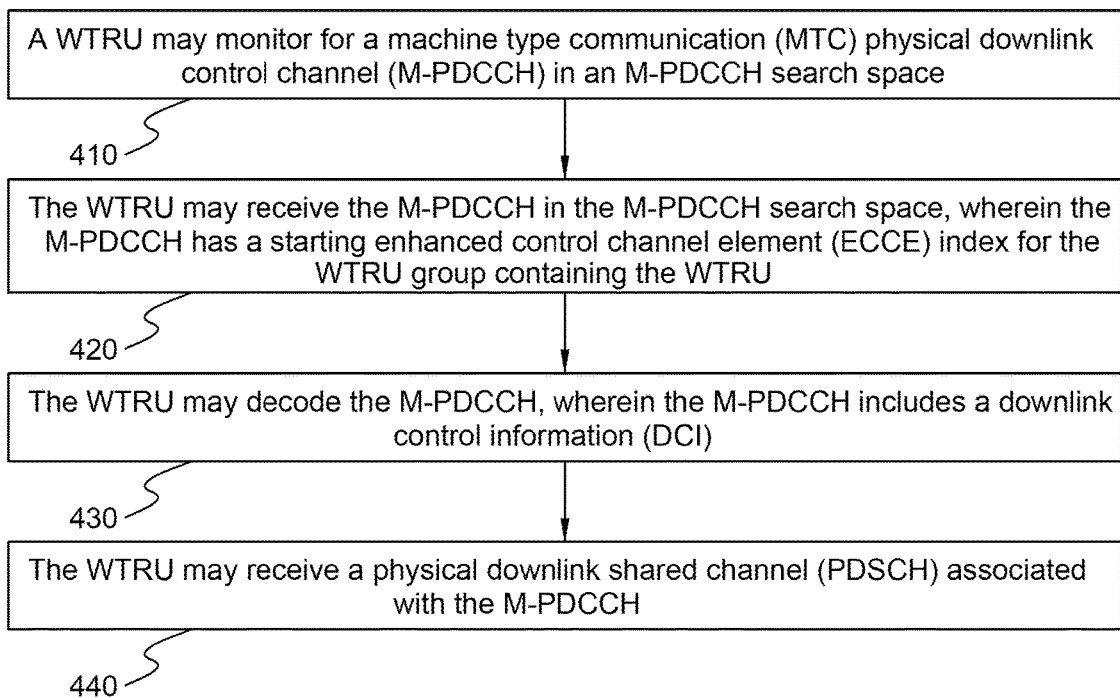 A WTRU may monitor for a machine type communication (MTC) physical downlink
control channel (M-PDCCH) in an M-PDCCH search space
410
The WTRU may receive the M-PDCCH in the M-PDCCH search space, wherein the
M-PDCCH has a starting enhanced control channel element (ECCE) index for the
WTRU group containing the WTRU
420
The WTRU may decode the M-PDCCH, wherein the M-PDCCH includes a downlink
control information (DCI)
430
The WTRU may receive a physical downlink shared channel (PDSCH) associated
with the M-PDCCH
440